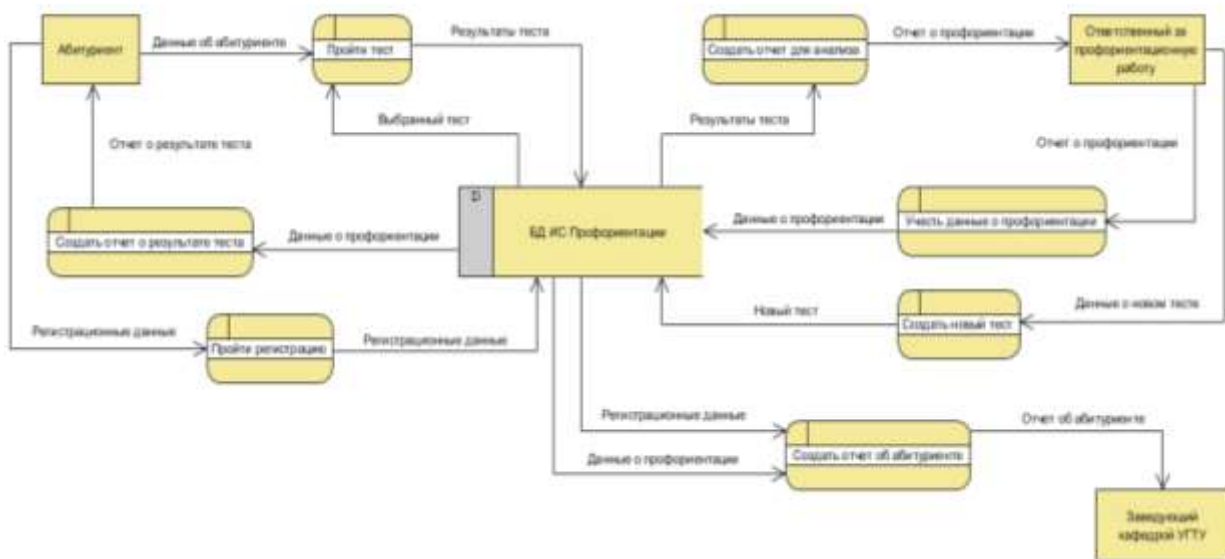 Абитуриент
Данные об абитуриенте
Пройти тест
Результаты теста
Создать отчет для анализа
Отчет о профориентации
Ответственный за
профориентационную
работу
Выбранный тест
Результаты теста
Отчет о результате теста
Отчет о профориентации
D
БД ИС Профориентации
Данные о профориентации
Учесть данные о профориентации
Создать отчет о результате теста
Данные о профориентации
Новый тест
Создать новый тест
Данные о новом тесте
Регистрационные данные
Пройти регистрацию
Регистрационные данные
Регистрационные данные
Данные о профориентации
Создать отчет об абитуриенте
Отчет об абитуриенте
Заведующий
кафедрой УГТУ